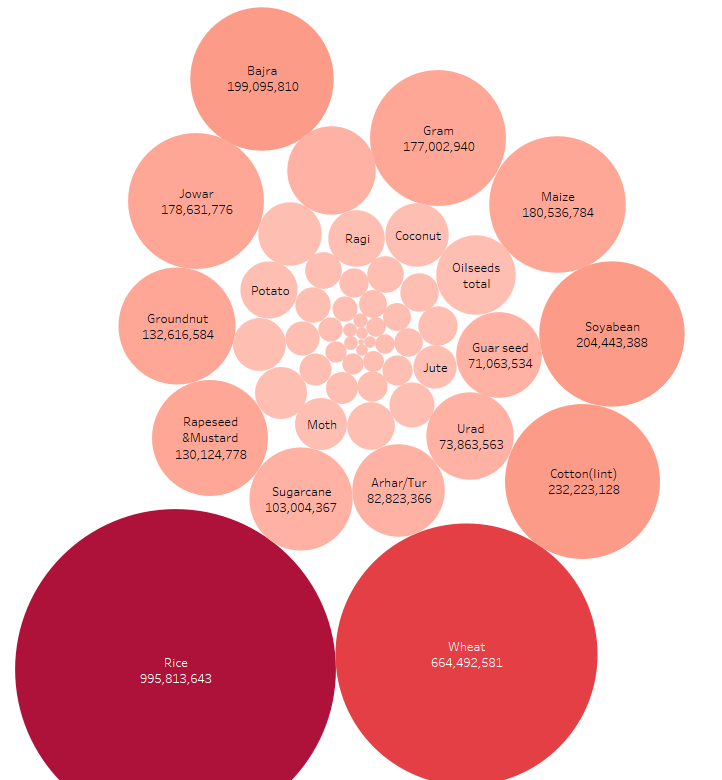 Bajra
199,095,810
Gram
177,002,940
Jowar
178,631,776
Maize
180,536,784
Ragi
Coconut
Oilseeds
total
Potato
Groundnut
132,616,584
Soyabean
204,443,388
Guar seed
71,063,534
Jute
Rapeseed
&Mustard
130,124,778
Moth
Urad
73,863,563
Cotton(lint)
232,223,128
Sugarcane
103,004,367
Arhar/Tur
82,823,366
Rice
995,813,643
Wheat
664,492,581